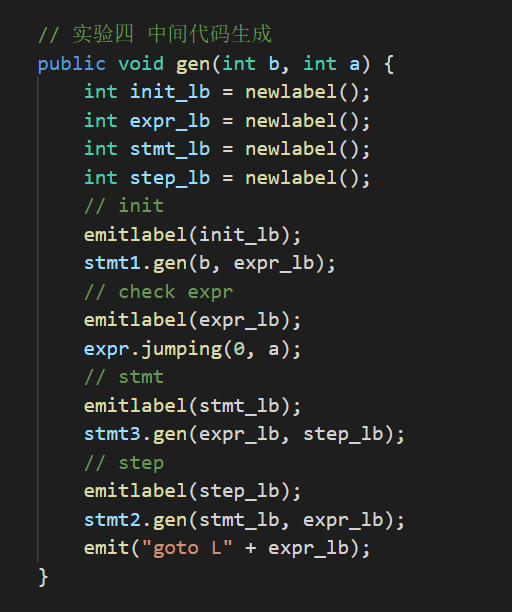 // 实验四 中间代码生成
public void gen(int b, int a) {
    int init_lb = newlabel();
    int expr_lb = newlabel();
    int stmt_lb = newlabel();
    int step_lb = newlabel();
    // init
    emitlabel(init_lb);
    stmt1.gen(b, expr_lb);
    // check expr
    emitlabel(expr_lb);
    expr.jumping(0, a);
    // stmt
    emitlabel(stmt_lb);
    stmt3.gen(expr_lb, step_lb);
    // step
    emitlabel(step_lb);
    stmt2.gen(stmt_lb, expr_lb);
    emit("goto L" + expr_lb);
}